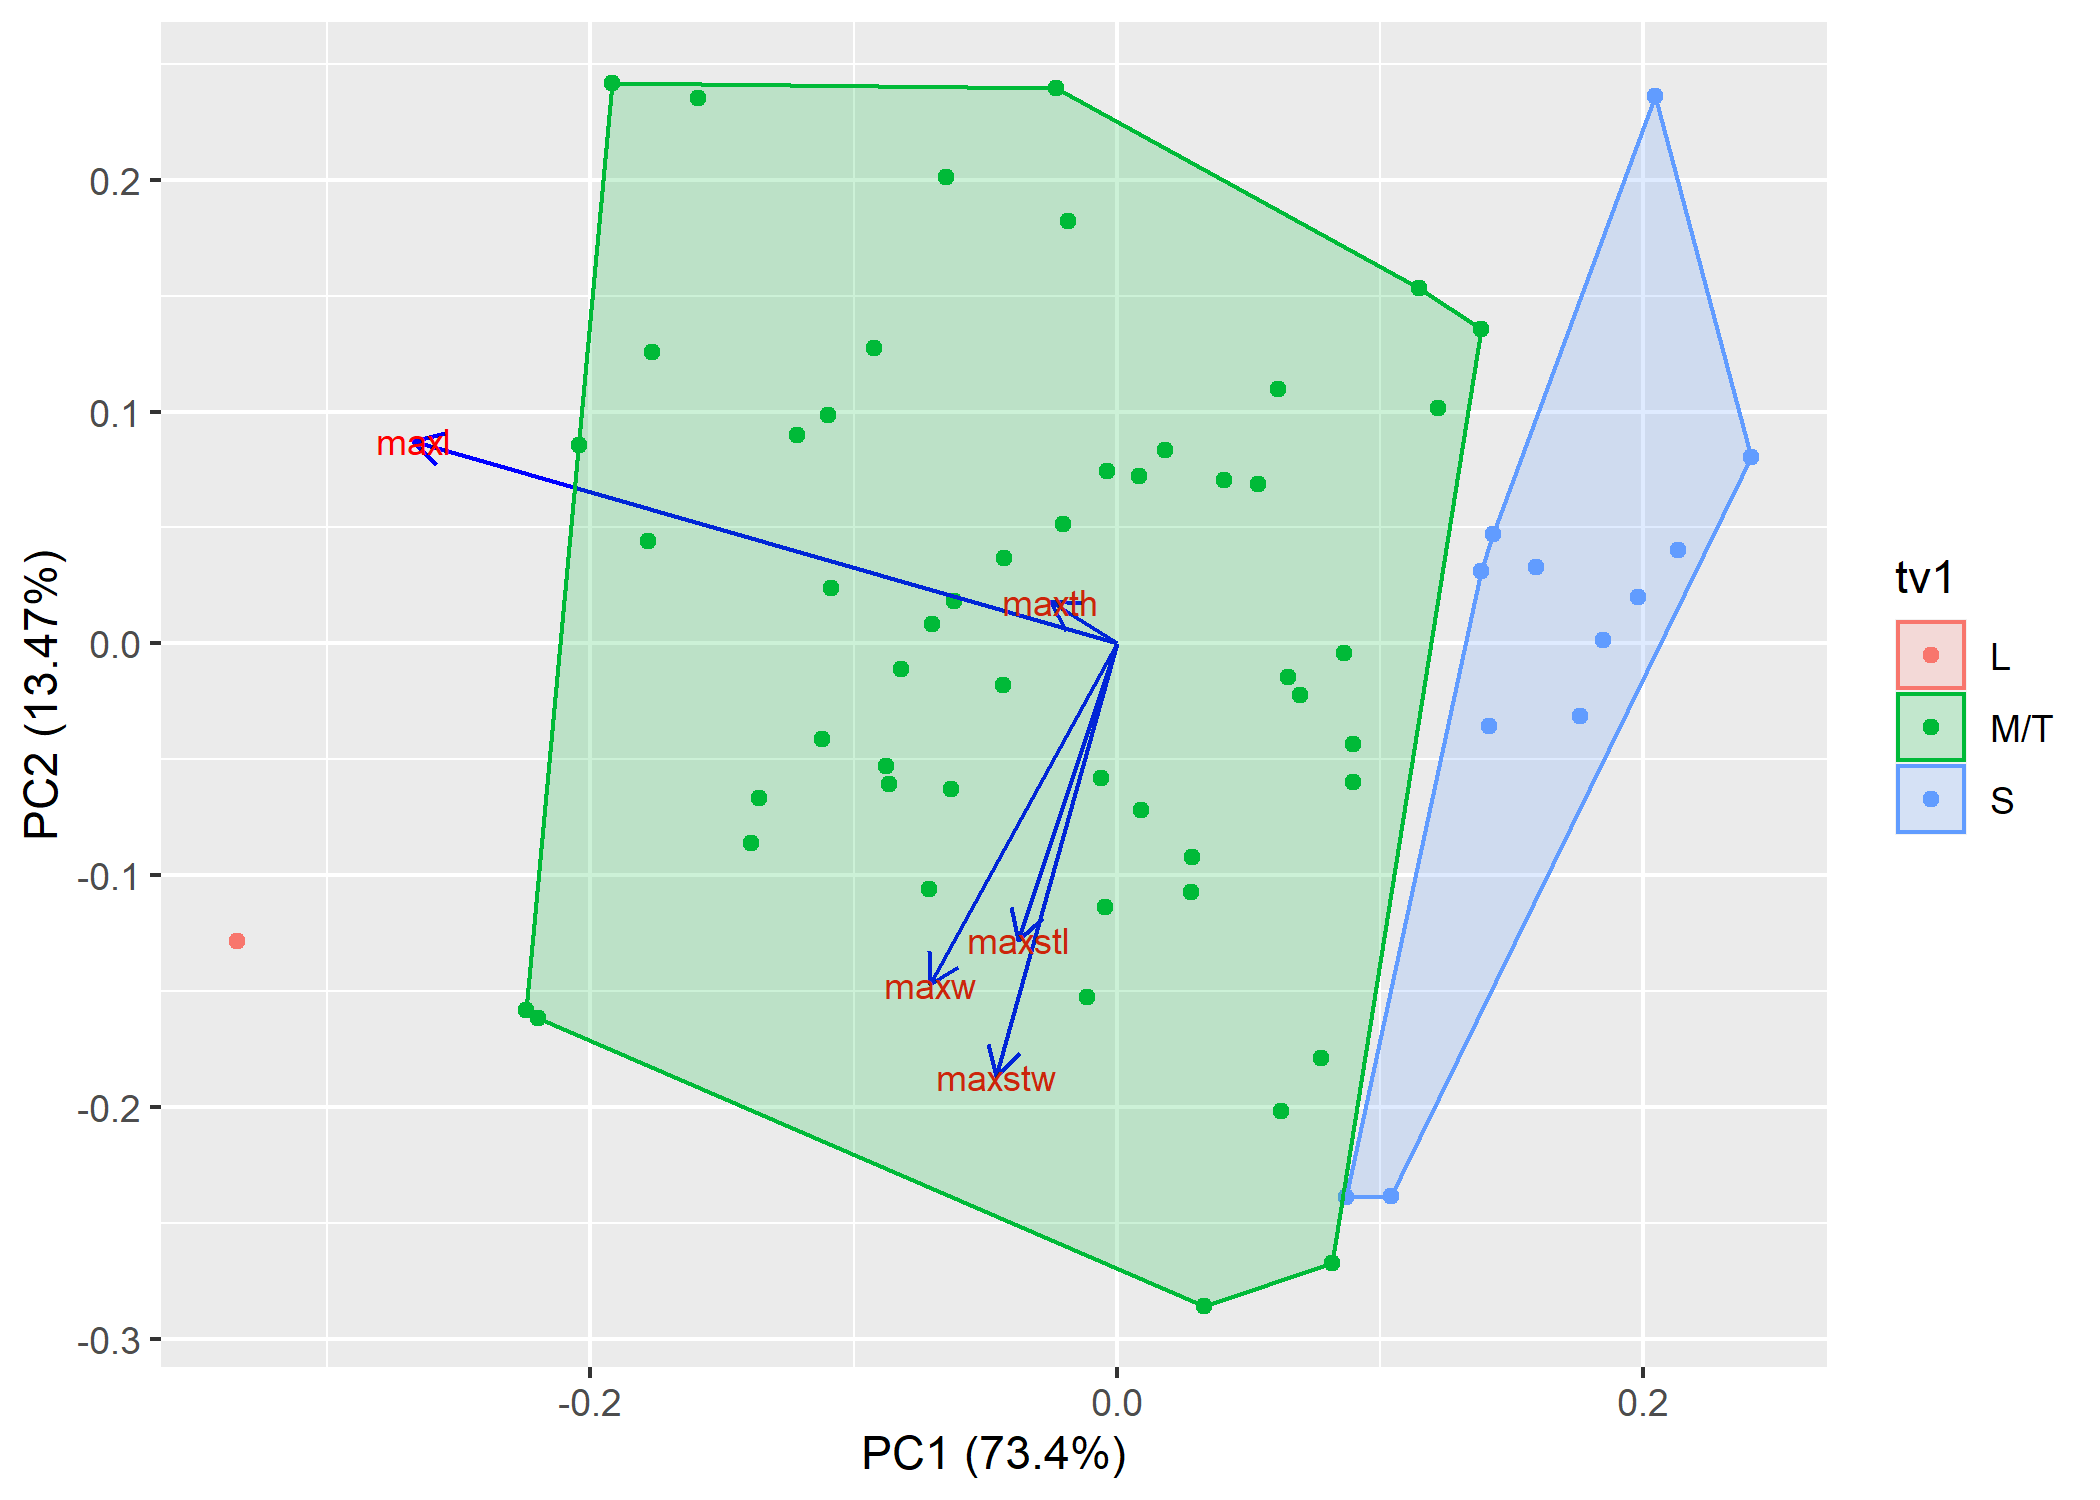 0.2
0.1
0.0
-0.1
-0.2
-0.3
PC2 (13.47%)
maxl
maxth
maxstl
maxw
maxstw
-0.2
0.0
0.2
PC1 (73.4%)
tv1
L
M/T
S